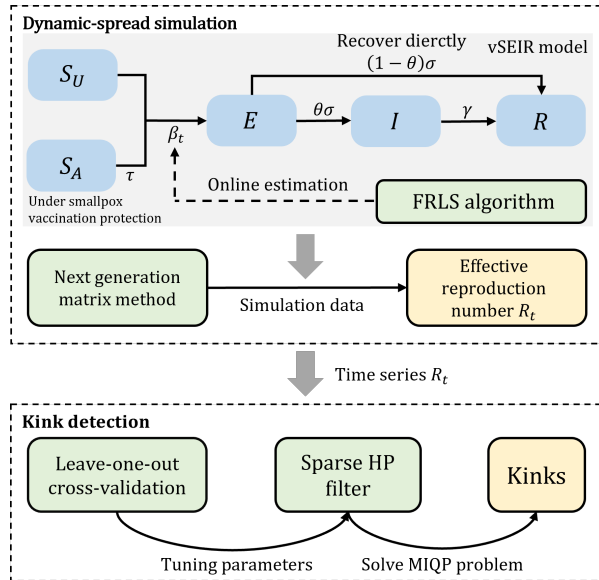 Dynamic-spread simulation
Recover dierctly
(1 − θ)σ
vSEIR model
S_U
E
θσ
I
γ
R
β_t
S_A
τ
Under smallpox
vaccination protection
Online estimation
FRLS algorithm
Next generation
matrix method
Simulation data
Effective
reproduction
number R_t
Time series R_t
Kink detection
Leave-one-out
cross-validation
Sparse HP
filter
Kinks
Tuning parameters
Solve MIQP problem